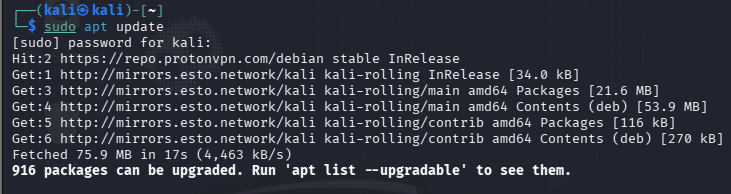 ┌──(kali㉿kali)-[~]
└─$ sudo apt update
[sudo] password for kali:
Hit:2 https://repo.protonvpn.com/debian stable InRelease
Get:1 http://mirrors.esto.network/kali kali-rolling InRelease [34.0 kB]
Get:3 http://mirrors.esto.network/kali kali-rolling/main amd64 Packages [21.6 MB]
Get:4 http://mirrors.esto.network/kali kali-rolling/main amd64 Contents (deb) [53.9 MB]
Get:5 http://mirrors.esto.network/kali kali-rolling/contrib amd64 Packages [116 kB]
Get:6 http://mirrors.esto.network/kali kali-rolling/contrib amd64 Contents (deb) [270 kB]
Fetched 75.9 MB in 17s (4,463 kB/s)
916 packages can be upgraded. Run 'apt list --upgradable' to see them.